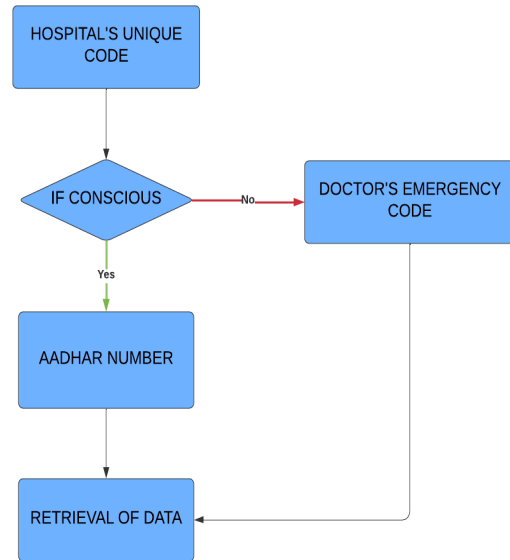 HOSPITAL'S UNIQUE
CODE
IF CONSCIOUS
No
DOCTOR'S EMERGENCY
CODE
Yes
AADHAR NUMBER
RETRIEVAL OF DATA